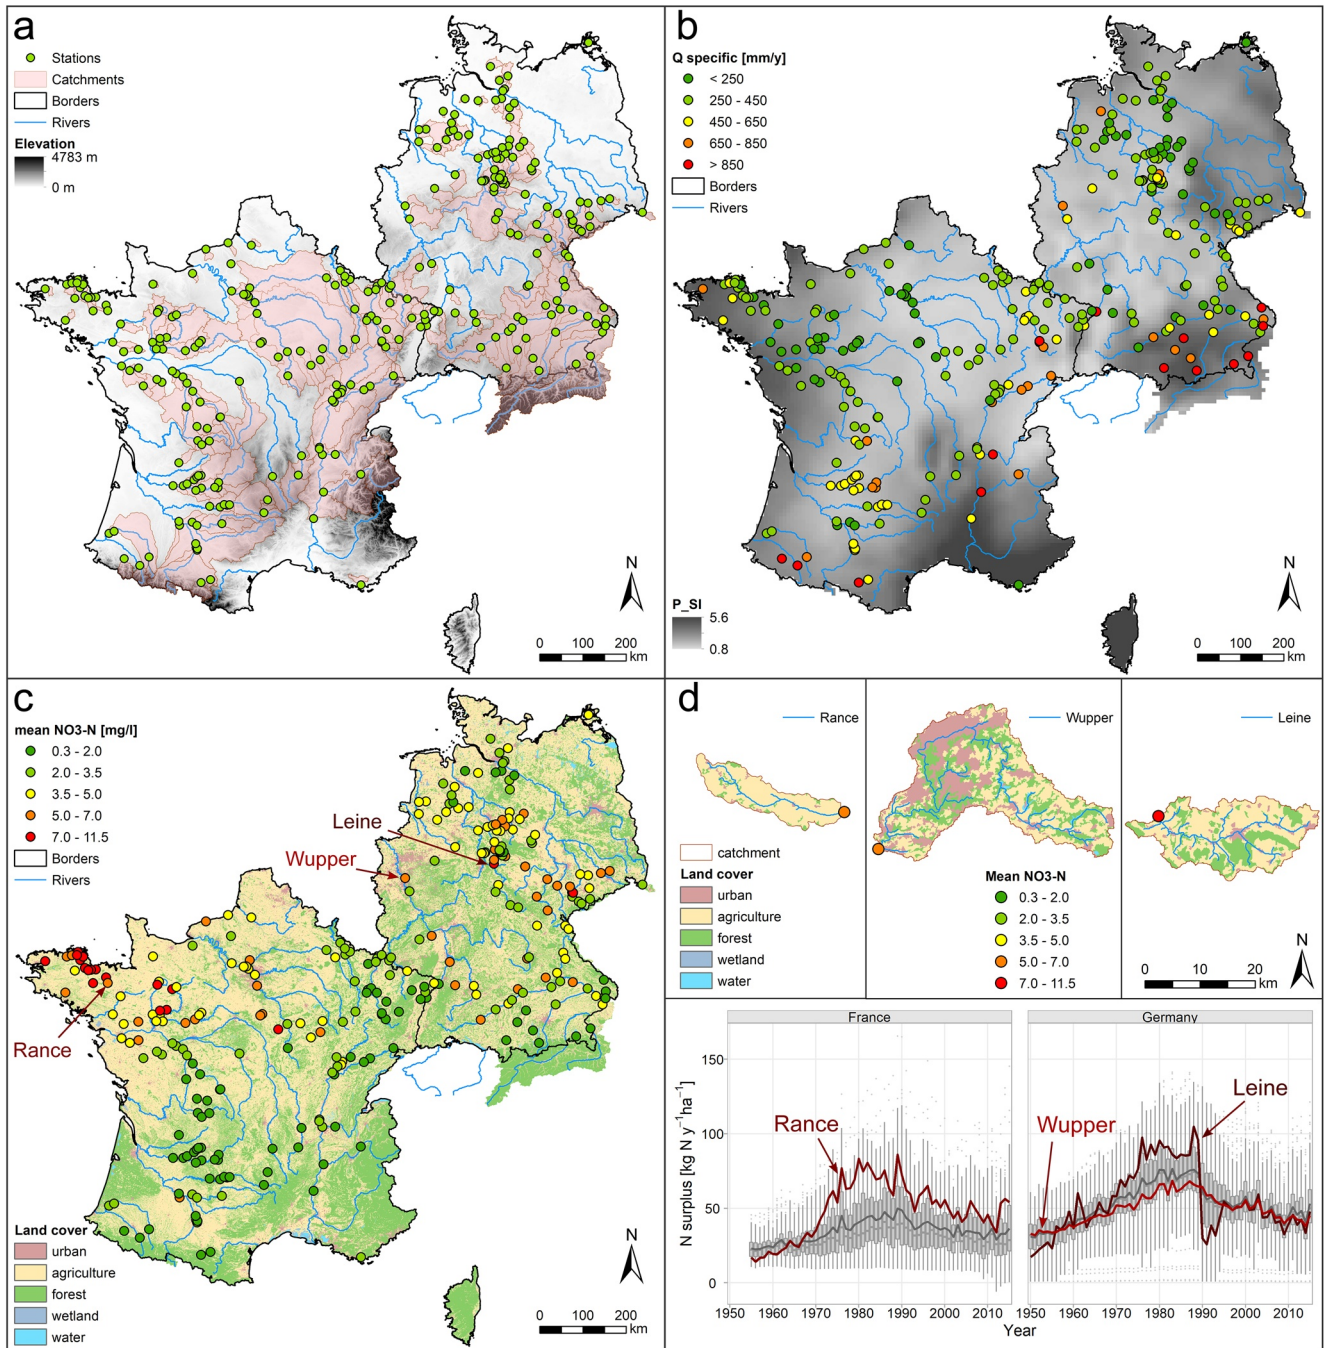 a
Stations
Catchments
Borders
Rivers
Elevation
4783 m
0 m
N
0 100 200
km
b
Q specific [mm/y]
< 250
250 - 450
450 - 650
650 - 850
> 850
Borders
Rivers
P_SI
5.6
0.8
N
0 100 200
km
c
mean NO3-N [mg/l]
0.3 - 2.0
2.0 - 3.5
3.5 - 5.0
5.0 - 7.0
7.0 - 11.5
Borders
Rivers
Leine
Wupper
Rance
Land cover
urban
agriculture
forest
wetland
water
N
0 100 200
km
d
Rance
Wupper
Leine
catchment
Land cover
urban
agriculture
forest
wetland
water
Mean NO3-N
0.3 - 2.0
2.0 - 3.5
3.5 - 5.0
5.0 - 7.0
7.0 - 11.5
N
0 10 20
km
France
Germany
N surplus [kg N y⁻¹ha⁻¹]
150
100
50
0
Rance
Wupper
Leine
1950 1960 1970 1980 1990 2000 2010
1950 1960 1970 1980 1990 2000 2010
Year